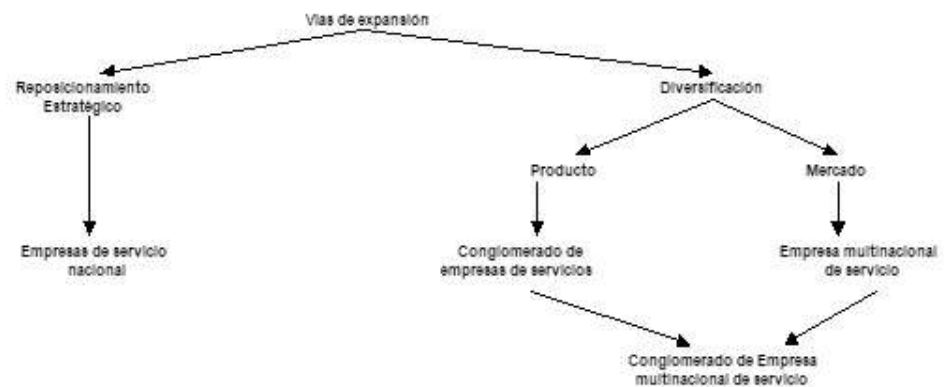 Vías de expansión
Reposicionamiento
Estratégico
Diversificación
Producto
Mercado
Empresas de servicio
nacional
Conglomerado de
empresas de servicios
Empresa multinacional
de servicio
Conglomerado de Empresa
multinacional de servicio